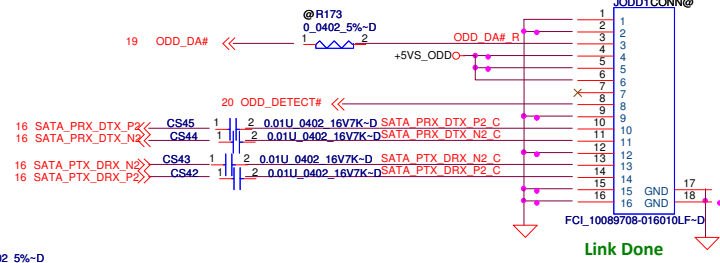 JODD1CONN@
@ R173
0_0402_5%~D
19 ODD_DA# 1 2 ODD_DA#_R
+5VS_ODD
20 ODD_DETECT#
16 SATA_PRX_DTX_P2 CS45 1 2 0.01U_0402_16V7K~D SATA_PRX_DTX_P2_C
16 SATA_PRX_DTX_N2 CS44 1 2 0.01U_0402_16V7K~D SATA_PRX_DTX_N2_C
16 SATA_PTX_DRX_N2 CS43 1 2 0.01U_0402_16V7K~D SATA_PTX_DRX_N2_C
16 SATA_PTX_DRX_P2 CS42 1 2 0.01U_0402_16V7K~D SATA_PTX_DRX_P2_C
1 1
2 2
3 3
4 4
5 5
6 6
7 7
8 8
9 9
10 10
11 11
12 12
13 13
14 14
15 15 GND 17
16 16 GND 18
FCI_10089708-016010LF~D
Link Done
02_5%~D